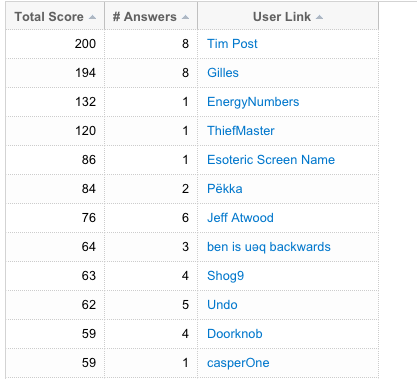 Total Score # Answers User Link
200 8 Tim Post
194 8 Gilles
132 1 EnergyNumbers
120 1 ThiefMaster
86 1 Esoteric Screen Name
84 2 Pëkka
76 6 Jeff Atwood
64 3 ben is uǝq backwards
63 4 Shog9
62 5 Undo
59 4 Doorknob
59 1 casperOne